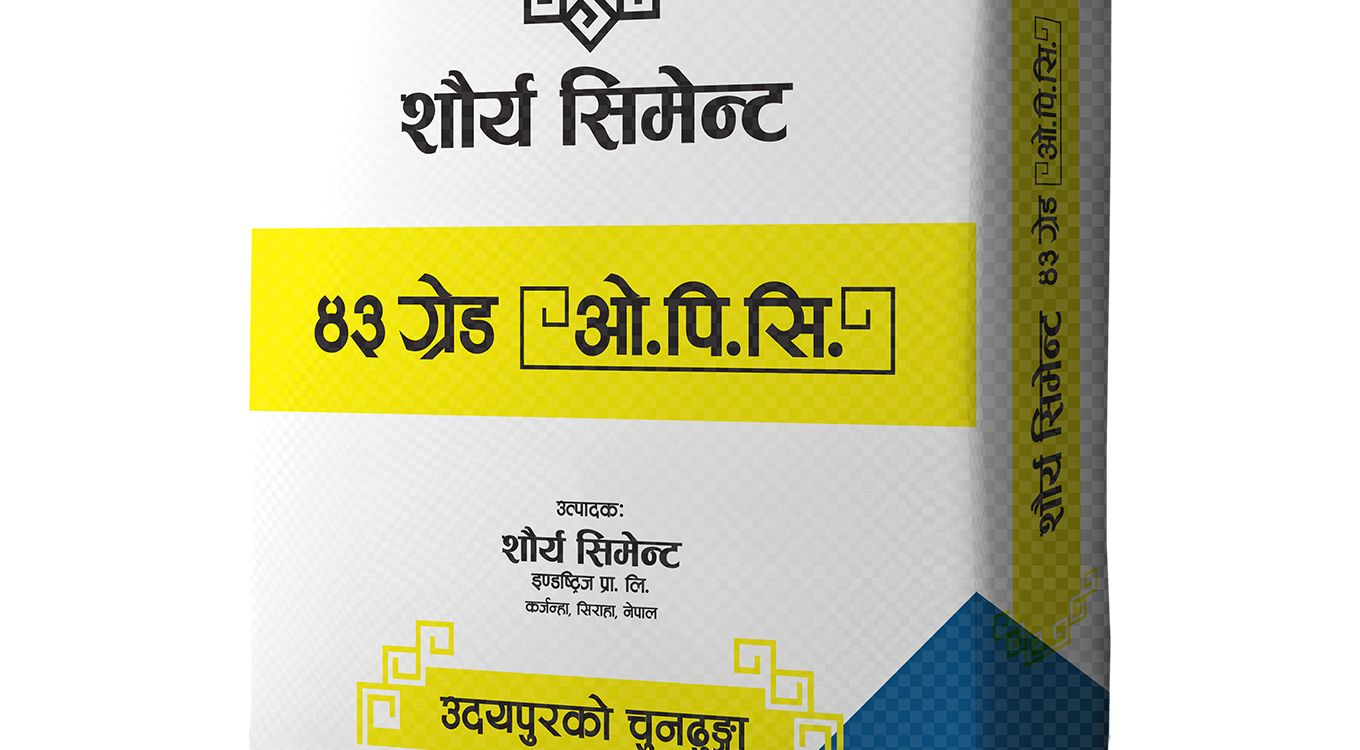 शौर्य सिमेन्ट
४३ ग्रेड ओ.पि.सि.
उत्पादक:
शौर्य सिमेन्ट
इण्डष्ट्रिज प्रा. लि.
कर्जन्हा, सिराहा, नेपाल
उदयपुरको चुनढुङ्गा
शौर्य सिमेन्ट ४३ ग्रेड ओ.पि.सि.